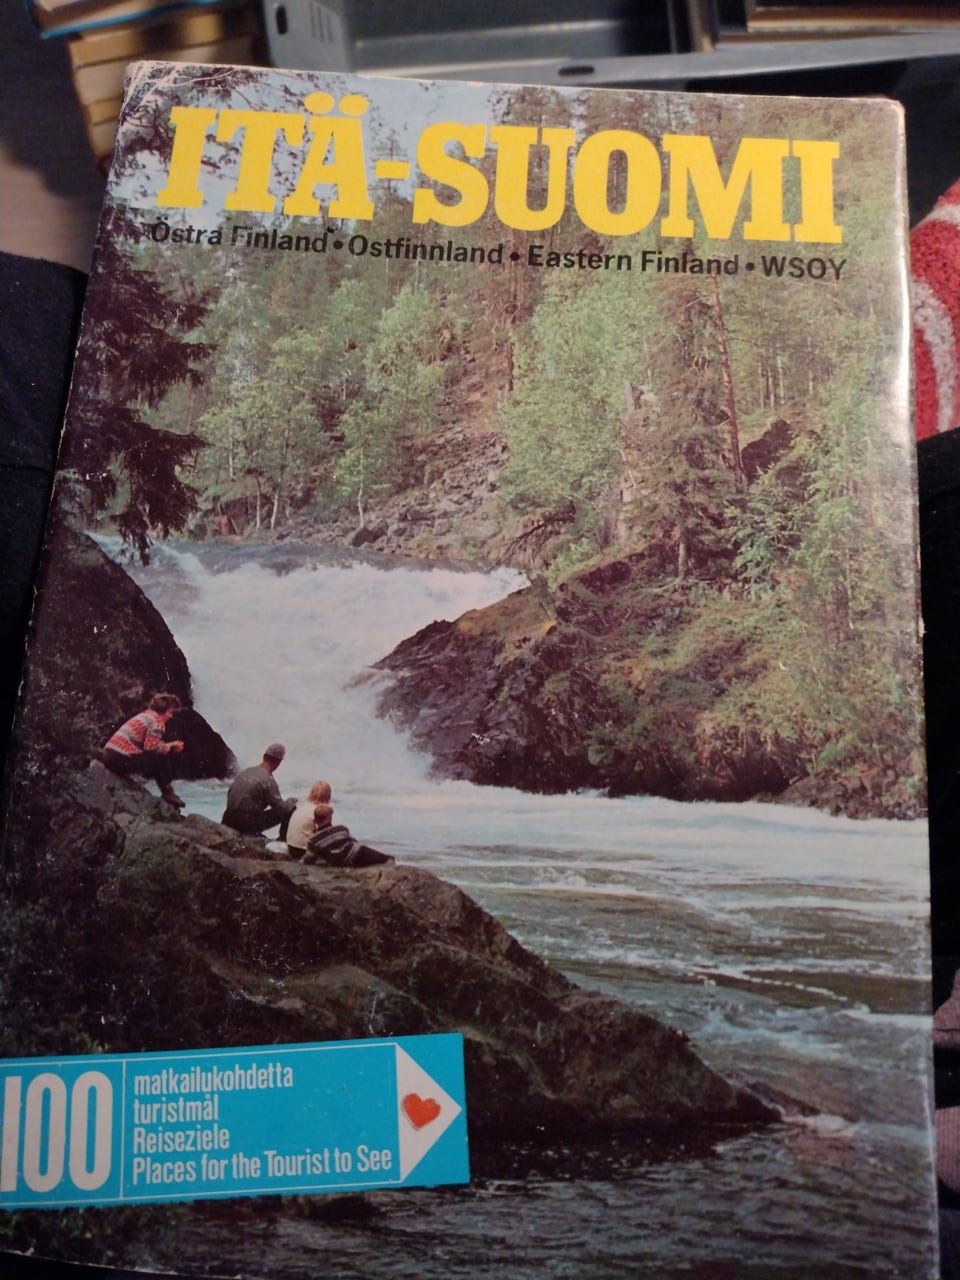 ITÄ-SUOMI
Östra Finland • Ostfinnland • Eastern Finland • WSOY
100
matkailukohdetta
turistmål
Reiseziele
Places for the Tourist to See